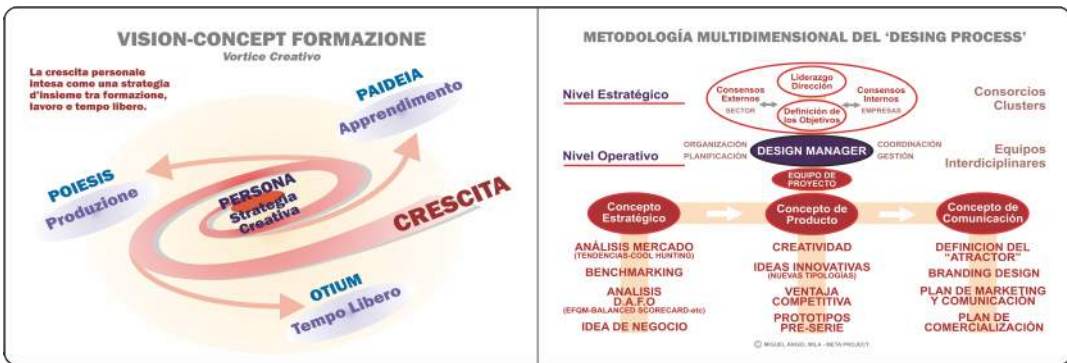 VISION-CONCEPT FORMAZIONE
Vortice Creativo
La crescita personale
intesa come una strategia
d'insieme tra formazione,
lavoro e tempo libero.
PAIDEIA
Apprendimento
POIESIS
Produzione
PERSONA
Strategia
Creativa
CRESCITA
OTIUM
Tempo Libero
METODOLOGÍA MULTIDIMENSIONAL DEL 'DESING PROCESS'
Nivel Estratégico
Liderazgo
Dirección
Consensos
Externos
SECTOR
Consensos
Internos
EMPRESAS
Definición de
los Objetivos
Consorcios
Clusters
Nivel Operativo
ORGANIZACIÓN
PLANIFICACIÓN
DESIGN MANAGER
COORDINACIÓN
GESTIÓN
Equipos
Interdiciplinares
EQUIPO DE
PROYECTO
Concepto
Estratégico
Concepto de
Producto
Concepto de
Comunicación
ANÁLISIS MERCADO
(TENDENCIAS-COOL HUNTING)
BENCHMARKING
ANALISIS
D.A.F.O
(EFQM-BALANCED SCORECARD-etc)
IDEA DE NEGOCIO
CREATIVIDAD
IDEAS INNOVATIVAS
(NUEVAS TIPOLOGÍAS)
VENTAJA
COMPETITIVA
PROTOTIPOS
PRE-SERIE
DEFINICION DEL
"ATRACTOR"
BRANDING DESIGN
PLAN DE MARKETING
Y COMUNICACIÓN
PLAN DE
COMERCIALIZACIÓN
© MIGUEL ANGEL MILA - META PROJECT